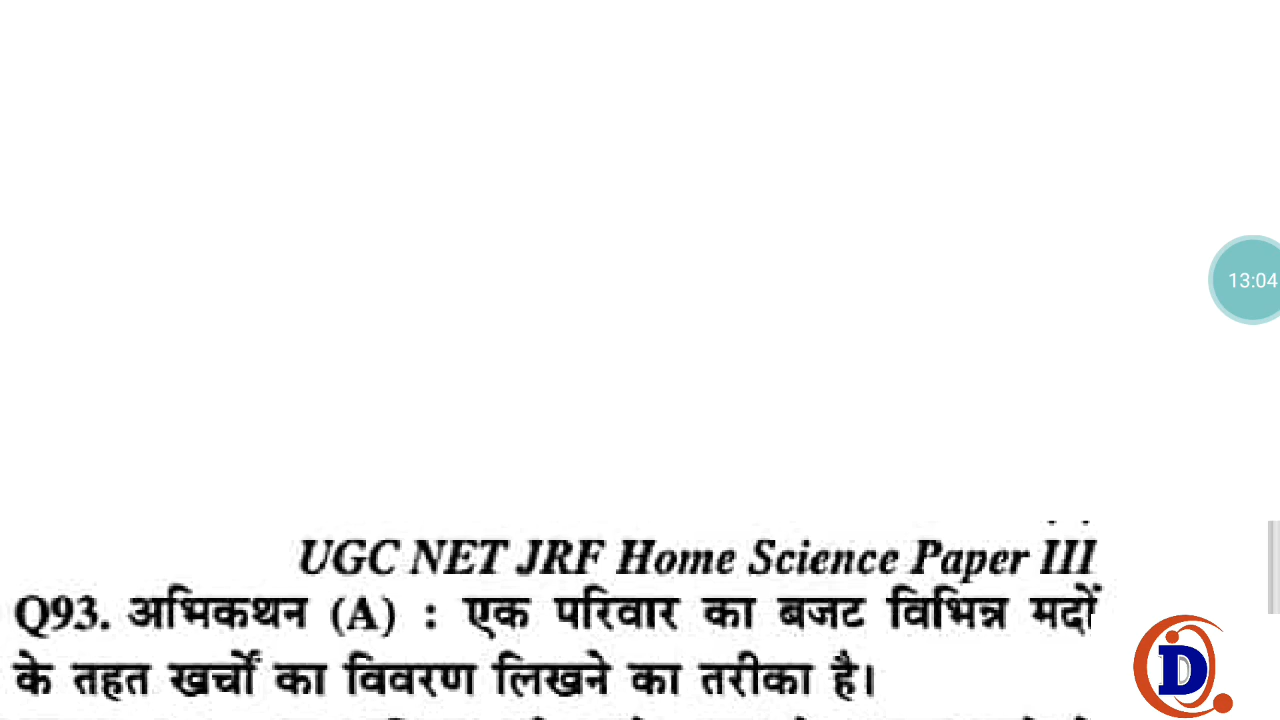 13:04
UGC NET JRF Home Science Paper III
Q93. अभिकथन (A) : एक परिवार का बजट विभिन्न मदों
के तहत खर्चों का विवरण लिखने का तरीका है।
D